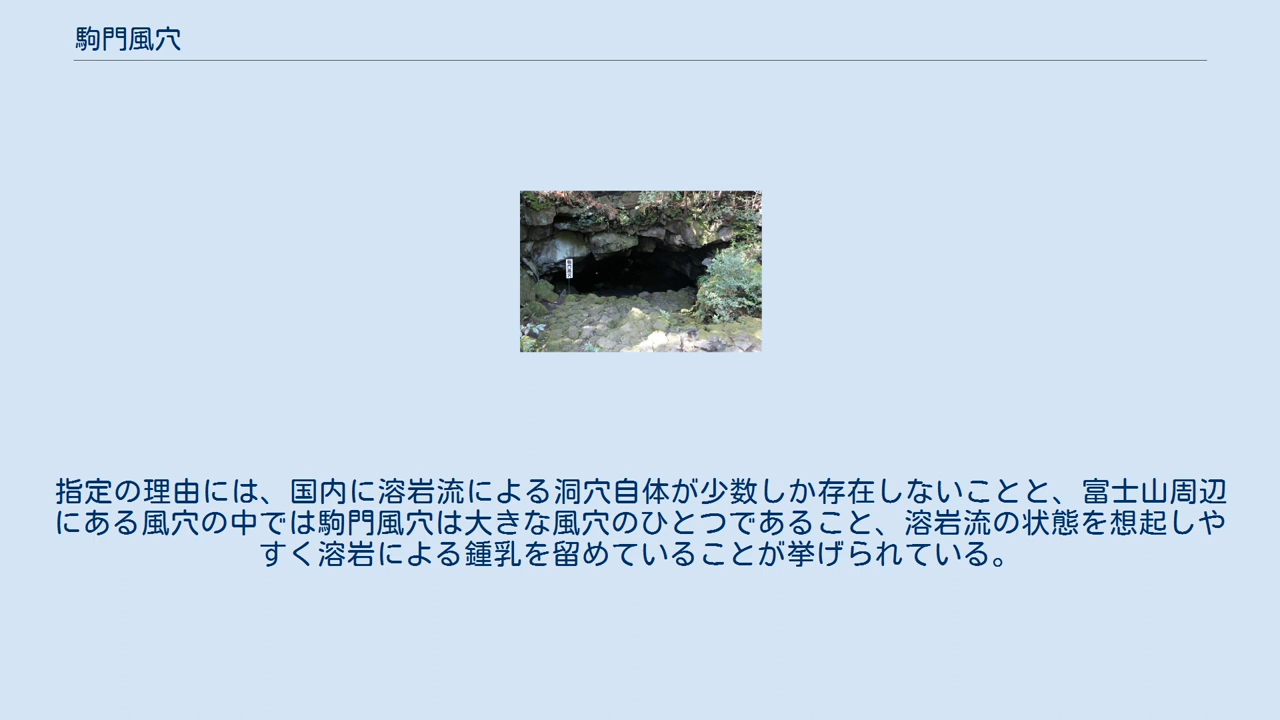 駒門風穴
駒門風穴
指定の理由には、国内に溶岩流による洞穴自体が少数しか存在しないことと、富士山周辺
にある風穴の中では駒門風穴は大きな風穴のひとつであること、溶岩流の状態を想起しや
すく溶岩による鍾乳を留めていることが挙げられている。